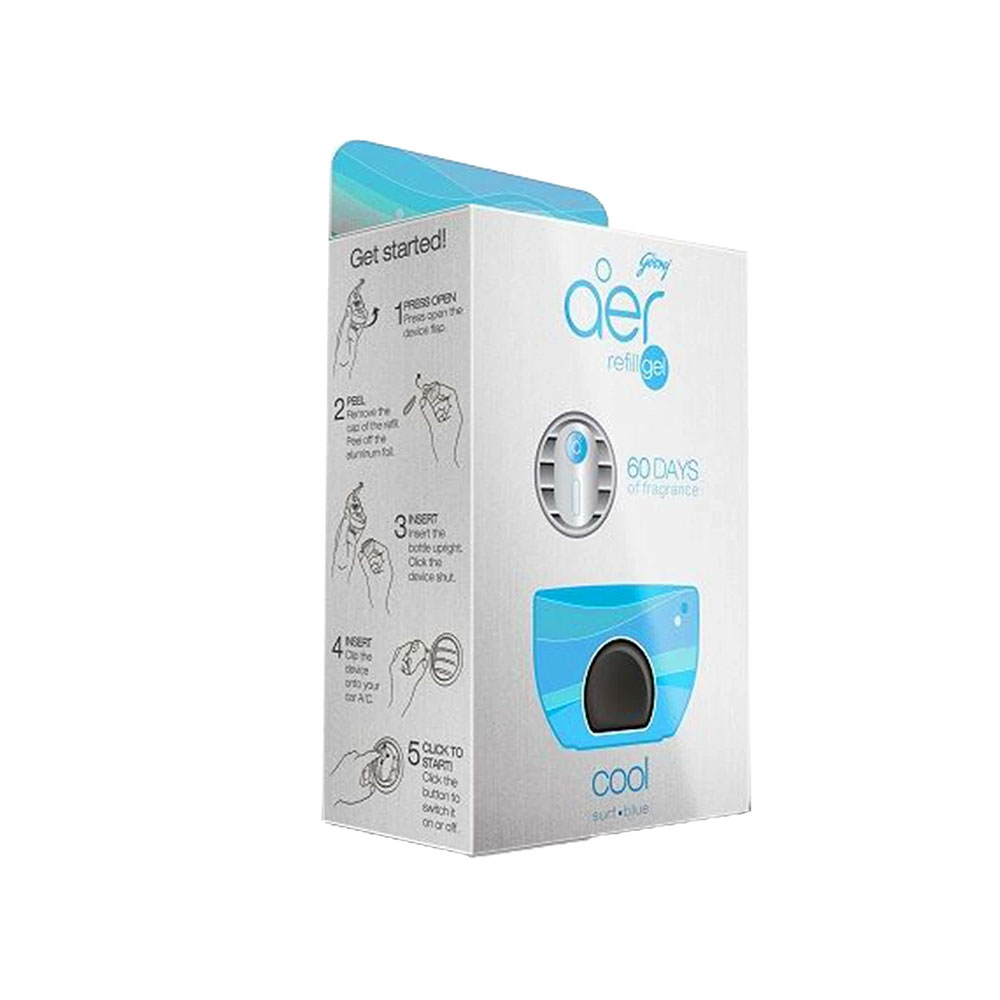 Get started!
1 PRESS OPEN
Press open the
device flap.
2 PEEL
Remove the
cap of the refill.
Peel off the
aluminum foil.
3 INSERT
Insert the
bottle upright.
Click the
device shut.
4 INSERT
Clip the
device
onto your
car A/C.
5 CLICK TO
START!
Click the
button to
switch it
on or off.
Godrej
aer
refill gel
60 DAYS
of fragrance
cool
surf•blue